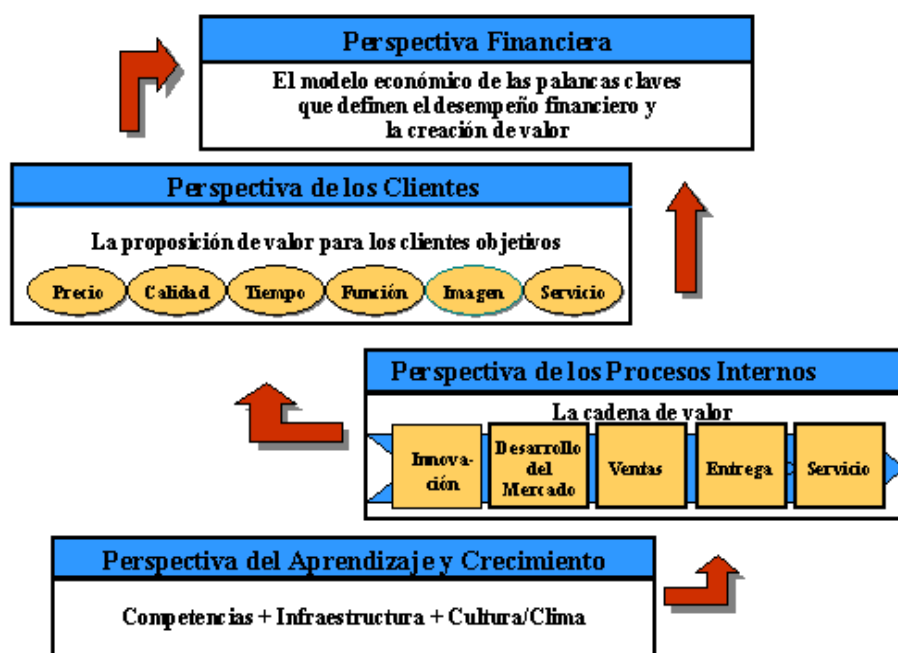 Perspectiva Financiera
El modelo económico de las palancas claves
que definen el desempeño financiero y
la creación de valor
Perspectiva de los Clientes
La proposición de valor para los clientes objetivos
Precio Calidad Tiempo Función Imagen Servicio
Perspectiva de los Procesos Internos
La cadena de valor
Innova-
ción
Desarrollo
del
Mercado
Ventas
Entrega
Servicio
Perspectiva del Aprendizaje y Crecimiento
Competencias + Infraestructura + Cultura/Clima